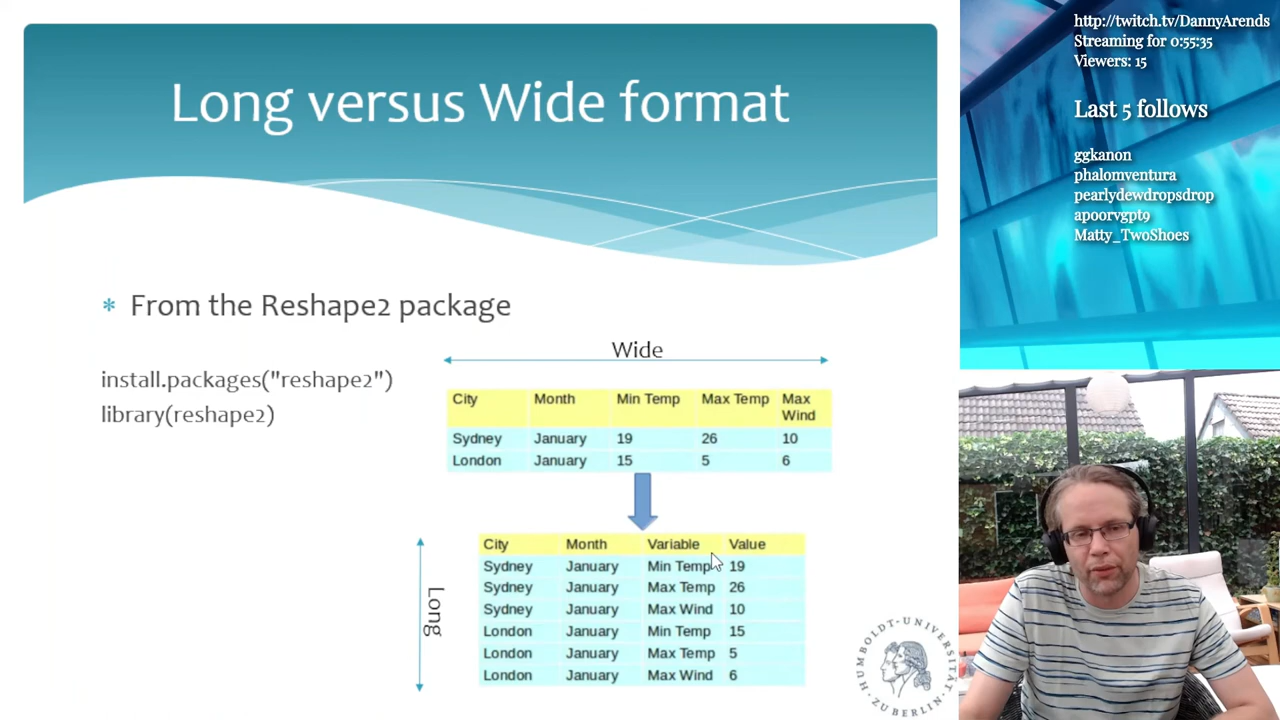 Long versus Wide format
* From the Reshape2 package
install.packages("reshape2")
library(reshape2)
Wide
City Month Min Temp Max Temp Max Wind
Sydney January 19 26 10
London January 15 5 6
Long
City Month Variable Value
Sydney January Min Temp 19
Sydney January Max Temp 26
Sydney January Max Wind 10
London January Min Temp 15
London January Max Temp 5
London January Max Wind 6
HUMBOLDT-UNIVERSITÄT
ZU BERLIN
http://twitch.tv/DannyArends
Streaming for 0:55:35
Viewers: 15
Last 5 follows
ggkanon
phalomventura
pearlydewdropsdrop
apoorvgpt9
Matty_TwoShoes